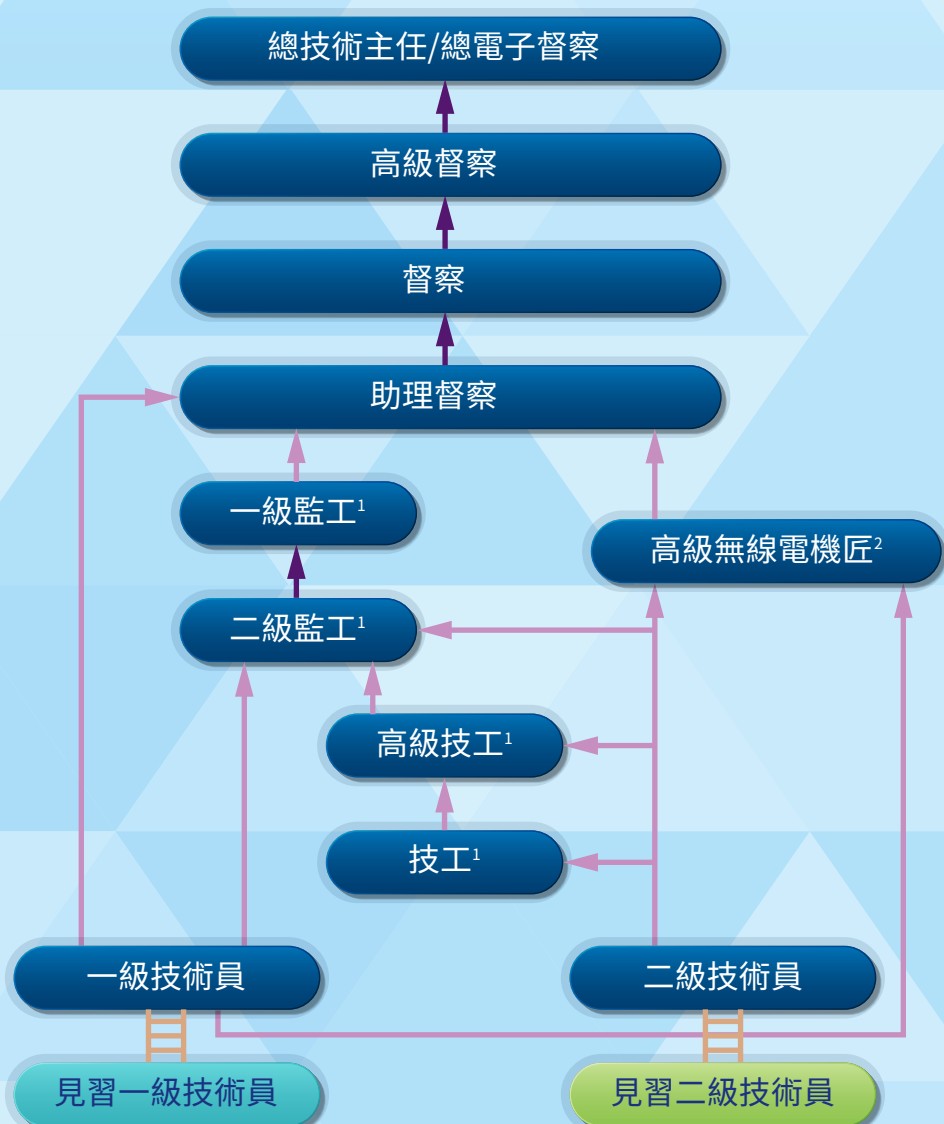 總技術主任/總電子督察
高級督察
督察
助理督察
一級監工1
高級無線電機匠2
二級監工1
高級技工1
技工1
一級技術員
二級技術員
見習一級技術員
見習二級技術員